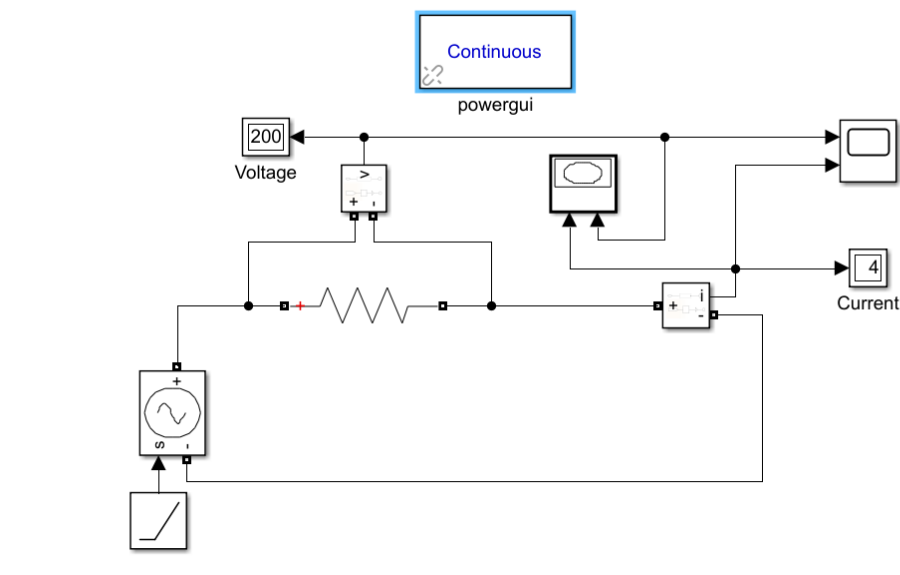 Continuous
powergui
200
Voltage
v
+ -
+
i
+
-
4
Current
+
s -